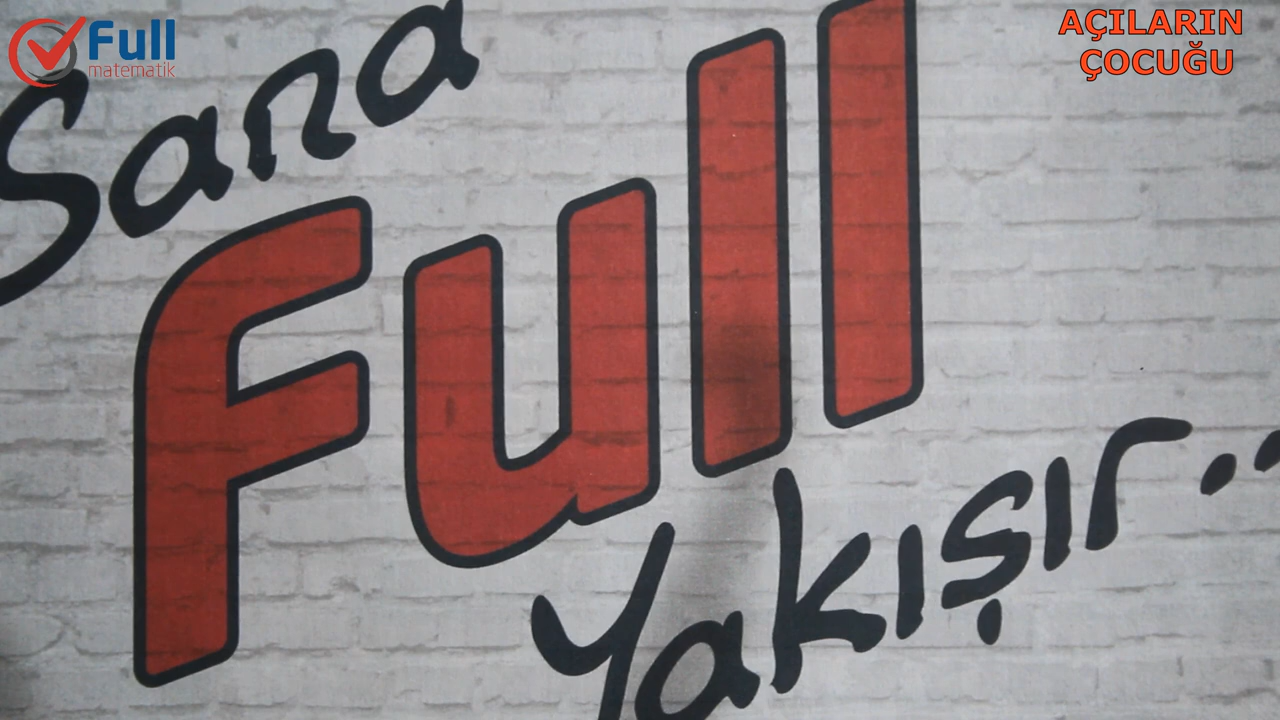 Full
matematik
AÇILARIN
ÇOCUĞU
Sana
Full
Yakışır...